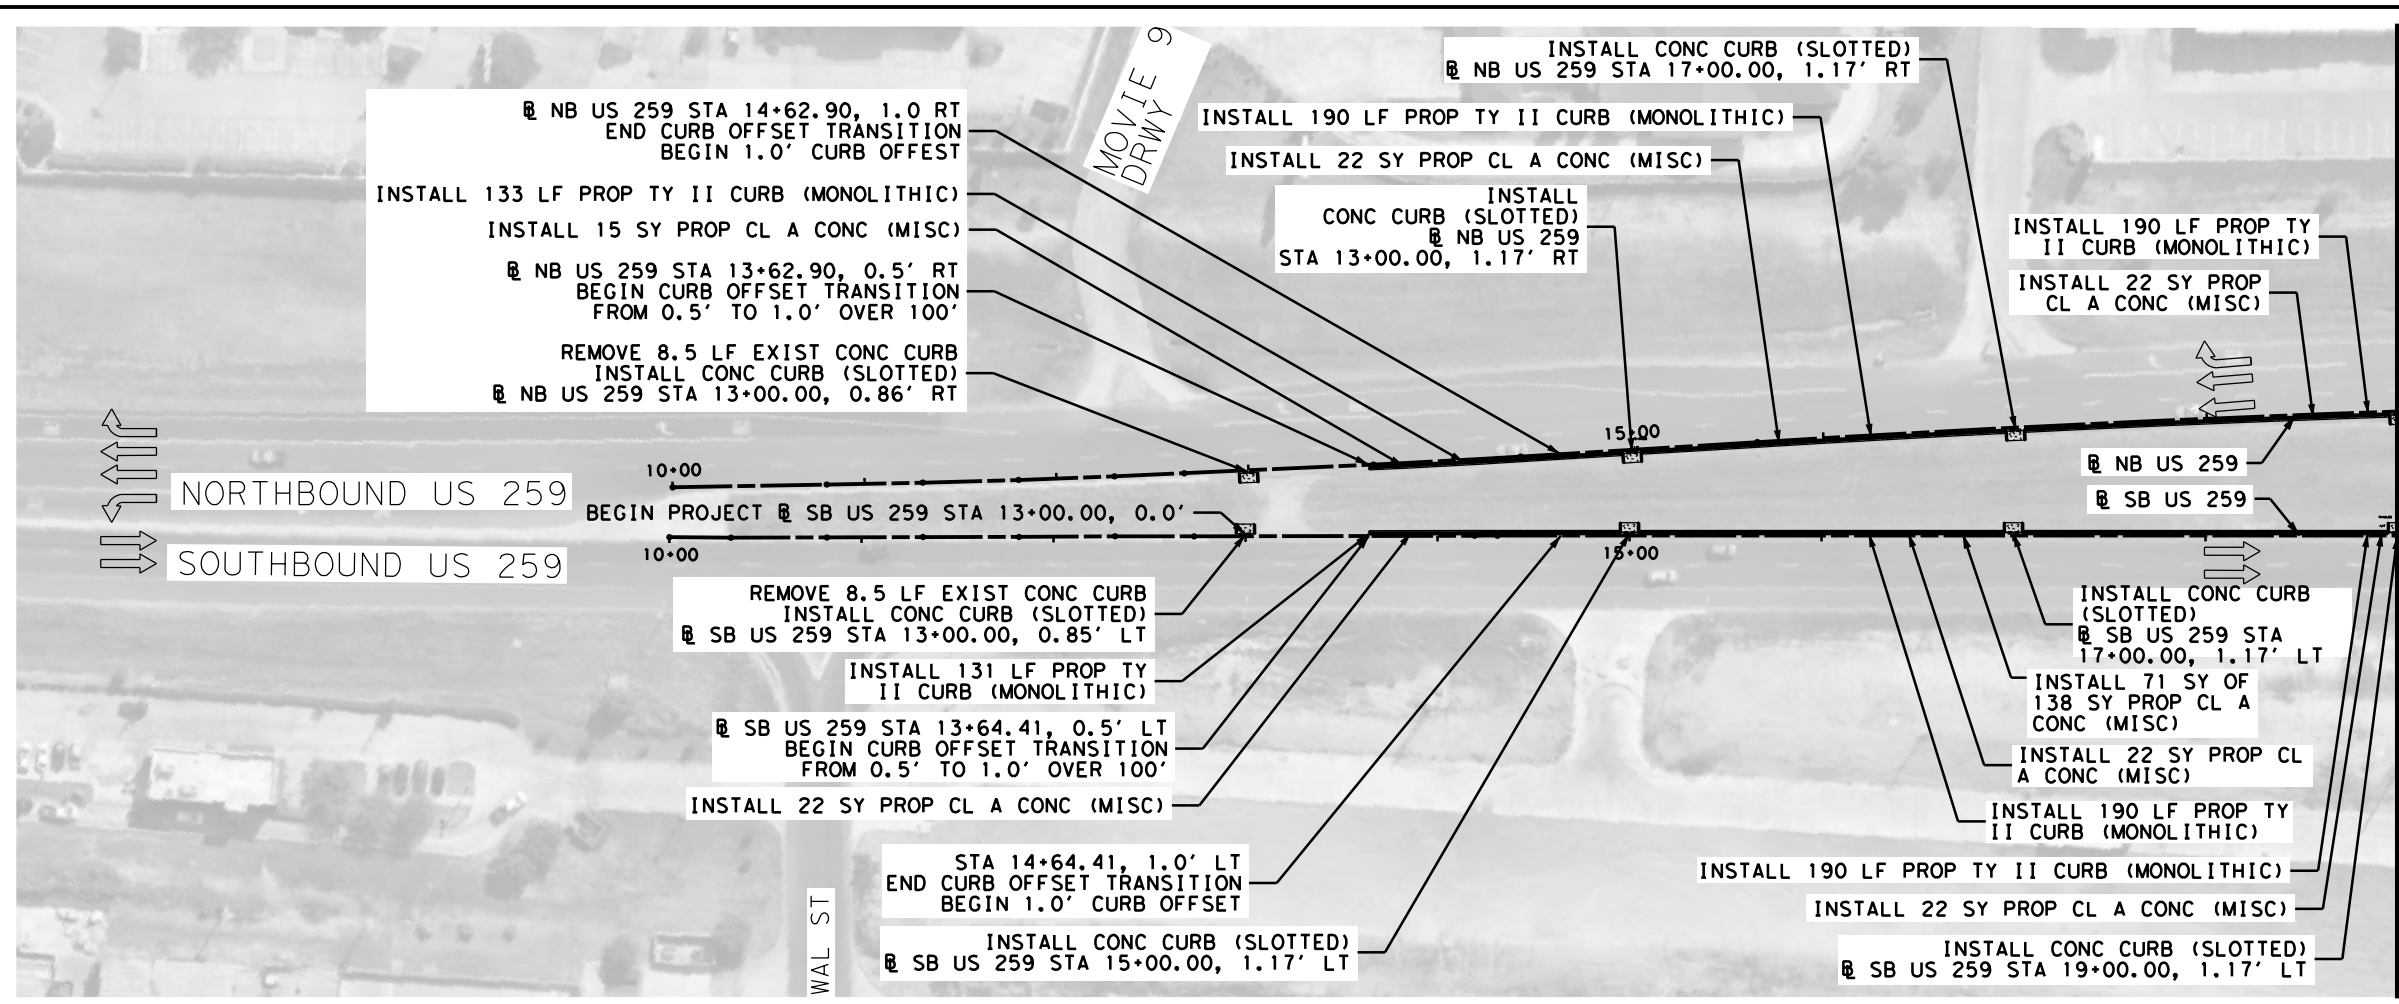 MOVIE 9
DRWY
℄ NB US 259 STA 14+62.90, 1.0 RT
END CURB OFFSET TRANSITION
BEGIN 1.0' CURB OFFEST
INSTALL 133 LF PROP TY II CURB (MONOLITHIC)
INSTALL 15 SY PROP CL A CONC (MISC)
℄ NB US 259 STA 13+62.90, 0.5' RT
BEGIN CURB OFFSET TRANSITION
FROM 0.5' TO 1.0' OVER 100'
REMOVE 8.5 LF EXIST CONC CURB
INSTALL CONC CURB (SLOTTED)
℄ NB US 259 STA 13+00.00, 0.86' RT
INSTALL CONC CURB (SLOTTED)
℄ NB US 259 STA 17+00.00, 1.17' RT
INSTALL 190 LF PROP TY II CURB (MONOLITHIC)
INSTALL 22 SY PROP CL A CONC (MISC)
INSTALL
CONC CURB (SLOTTED)
℄ NB US 259
STA 13+00.00, 1.17' RT
INSTALL 190 LF PROP TY
II CURB (MONOLITHIC)
INSTALL 22 SY PROP
CL A CONC (MISC)
15+00
10+00
℄ NB US 259
℄ SB US 259
NORTHBOUND US 259
BEGIN PROJECT ℄ SB US 259 STA 13+00.00, 0.0'
10+00
15+00
SOUTHBOUND US 259
REMOVE 8.5 LF EXIST CONC CURB
INSTALL CONC CURB (SLOTTED)
℄ SB US 259 STA 13+00.00, 0.85' LT
INSTALL 131 LF PROP TY
II CURB (MONOLITHIC)
℄ SB US 259 STA 13+64.41, 0.5' LT
BEGIN CURB OFFSET TRANSITION
FROM 0.5' TO 1.0' OVER 100'
INSTALL 22 SY PROP CL A CONC (MISC)
STA 14+64.41, 1.0' LT
END CURB OFFSET TRANSITION
BEGIN 1.0' CURB OFFSET
INSTALL CONC CURB (SLOTTED)
℄ SB US 259 STA 15+00.00, 1.17' LT
WAL ST
INSTALL CONC CURB
(SLOTTED)
℄ SB US 259 STA
17+00.00, 1.17' LT
INSTALL 71 SY OF
138 SY PROP CL A
CONC (MISC)
INSTALL 22 SY PROP CL
A CONC (MISC)
INSTALL 190 LF PROP TY
II CURB (MONOLITHIC)
INSTALL 190 LF PROP TY II CURB (MONOLITHIC)
INSTALL 22 SY PROP CL A CONC (MISC)
INSTALL CONC CURB (SLOTTED)
℄ SB US 259 STA 19+00.00, 1.17' LT